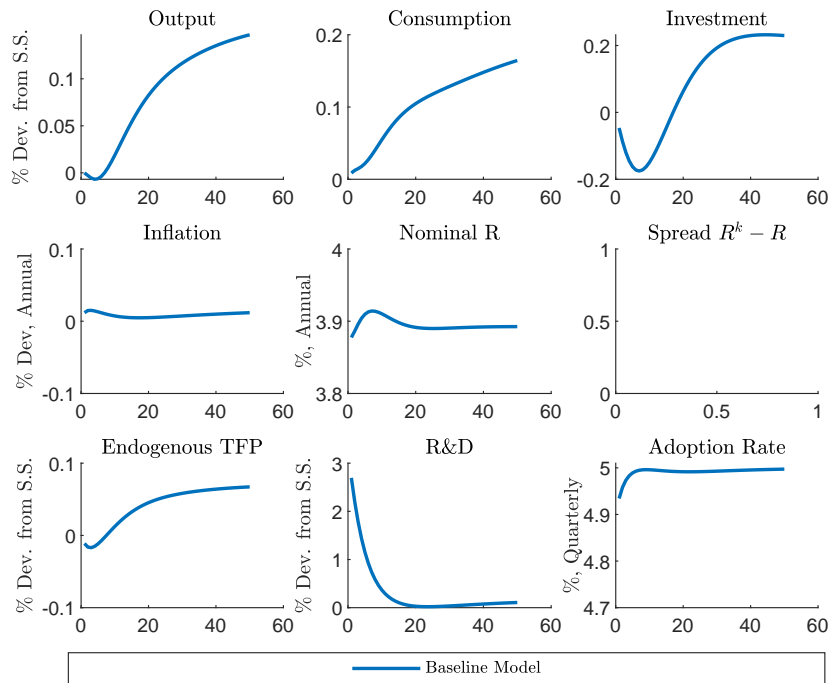 Output Consumption Investment
% Dev. from S.S.
0.1
0.05
0
0 20 40 60
0.2
0.1
0
0 20 40 60
0.2
0
-0.2
0 20 40 60
Inflation Nominal R Spread R^k − R
% Dev, Annual
0.1
0
-0.1
0 20 40 60
%, Annual
4
3.9
3.8
0 20 40 60
1
0.5
0
0 0.5 1
Endogenous TFP R&D Adoption Rate
% Dev. from S.S.
0.1
0
-0.1
0 20 40 60
% Dev. from S.S.
3
2
1
0
0 20 40 60
%, Quarterly
5
4.9
4.8
4.7
0 20 40 60
Baseline Model